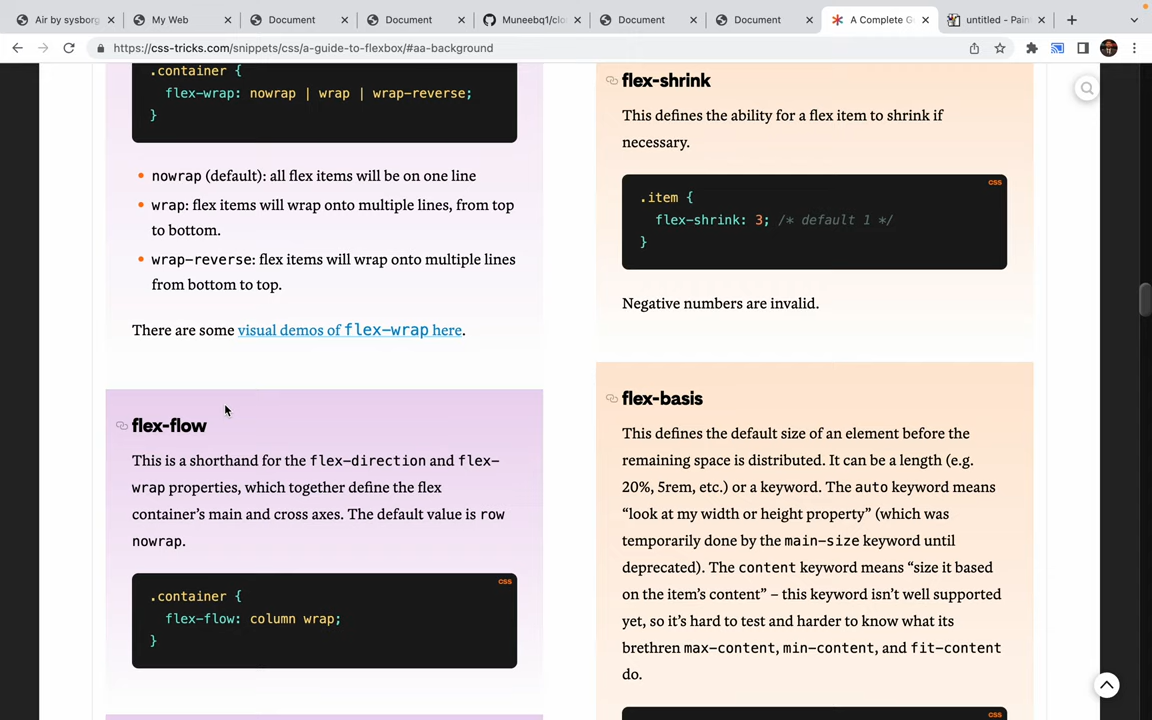 Air by sysborg
My Web
Document
Document
Muneebq1/clo
Document
Document
A Complete G
untitled - Pain
https://css-tricks.com/snippets/css/a-guide-to-flexbox/#aa-background
.container {
flex-wrap: nowrap | wrap | wrap-reverse;
}
nowrap (default): all flex items will be on one line
wrap: flex items will wrap onto multiple lines, from top
to bottom.
wrap-reverse: flex items will wrap onto multiple lines
from bottom to top.
There are some visual demos of flex-wrap here.
flex-flow
This is a shorthand for the flex-direction and flex-
wrap properties, which together define the flex
container's main and cross axes. The default value is row
nowrap.
CSS
.container {
flex-flow: column wrap;
}
flex-shrink
This defines the ability for a flex item to shrink if
necessary.
CSS
.item {
flex-shrink: 3; /* default 1 */
}
Negative numbers are invalid.
flex-basis
This defines the default size of an element before the
remaining space is distributed. It can be a length (e.g.
20%, 5rem, etc.) or a keyword. The auto keyword means
“look at my width or height property” (which was
temporarily done by the main-size keyword until
deprecated). The content keyword means “size it based
on the item's content” – this keyword isn't well supported
yet, so it's hard to test and harder to know what its
brethren max-content, min-content, and fit-content
do.
CSS